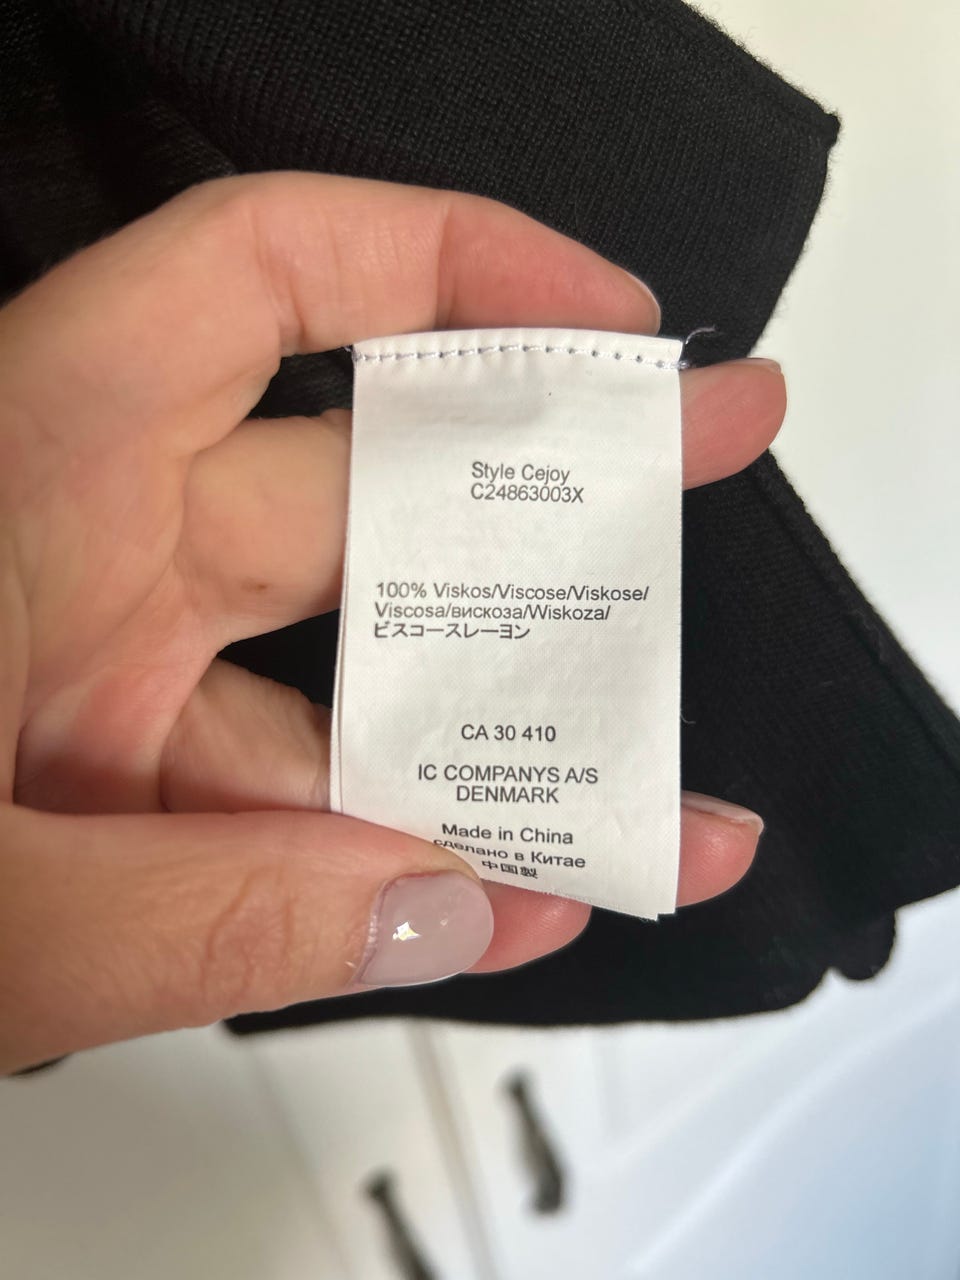 Style Cejoy
C24863003X
100% Viskos/Viscose/Viskose/
Viscosa/вискоза/Wiskoza/
ビスコースレーヨン
CA 30 410
IC COMPANYS A/S
DENMARK
Made in China
сделано в Китае
中国製